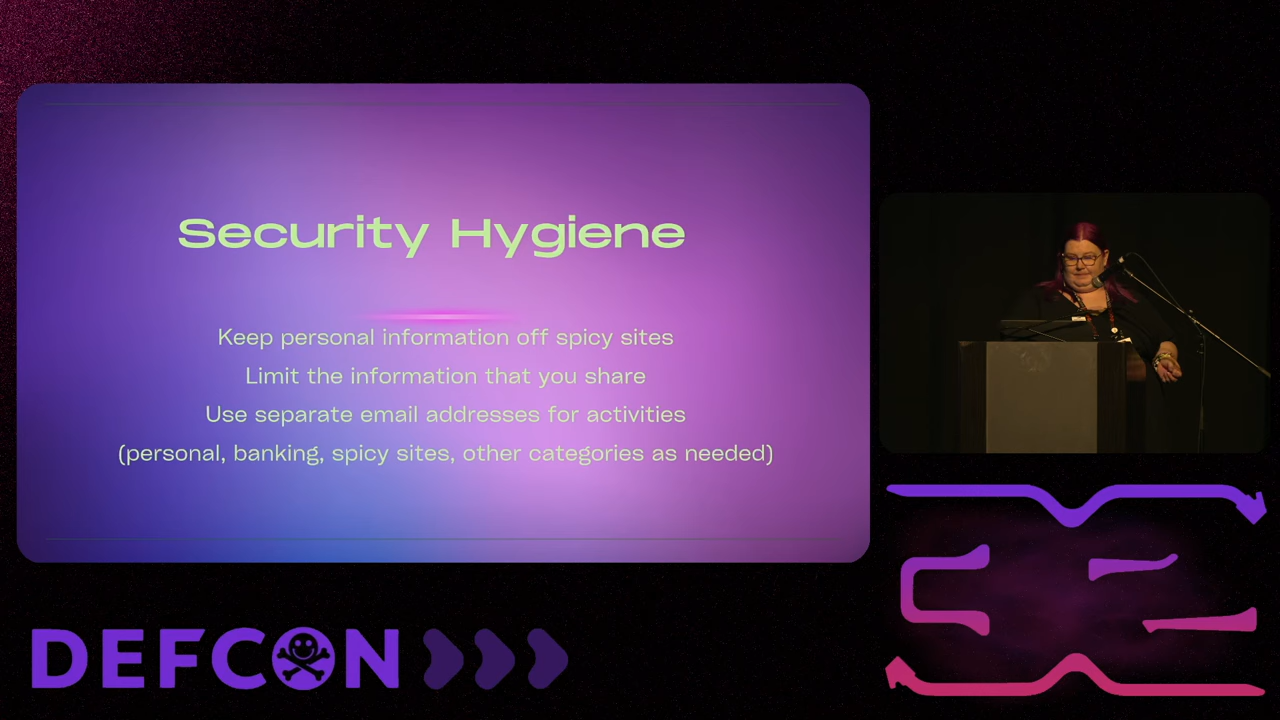 Security Hygiene
Keep personal information off spicy sites
Limit the information that you share
Use separate email addresses for activities
(personal, banking, spicy sites, other categories as needed)
DEFCON